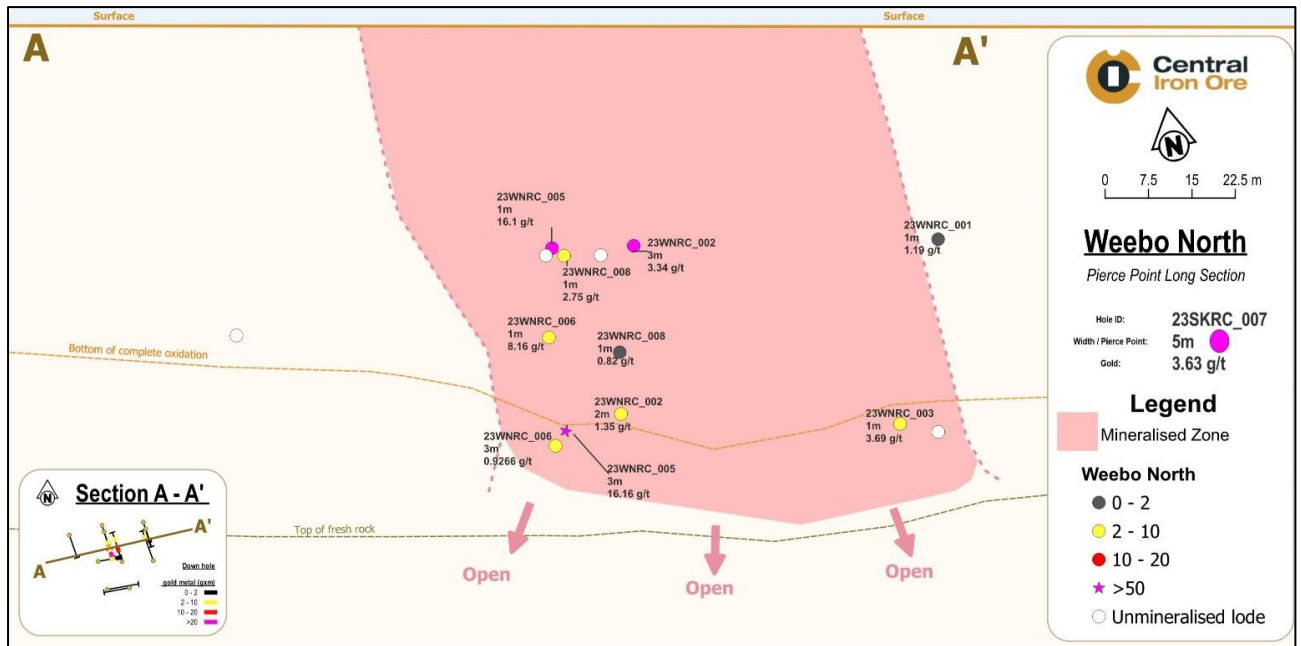 Surface
Surface
A
A'
23WNRC_005
1m
16.1 g/t
23WNRC_002
3m
3.34 g/t
23WNRC_008
1m
2.75 g/t
23WNRC_001
1m
1.19 g/t
23WNRC_006
1m
8.16 g/t
23WNRC_008
1m
0.82 g/t
Bottom of complete oxidation
23WNRC_002
2m
1.35 g/t
23WNRC_003
1m
3.69 g/t
23WNRC_006
3m
0.9266 g/t
23WNRC_005
3m
16.16 g/t
Top of fresh rock
Open
Open
Open
N
Section A - A'
A
A'
Down hole
gold metal (gxm)
0 - 2
2 - 10
10 - 20
>20
Central
Iron Ore
N
0 7.5 15 22.5 m
Weebo North
Pierce Point Long Section
Hole ID: 23SKRC_007
Width / Pierce Point: 5m
Gold: 3.63 g/t
Legend
Mineralised Zone
Weebo North
0 - 2
2 - 10
10 - 20
>50
Unmineralised lode